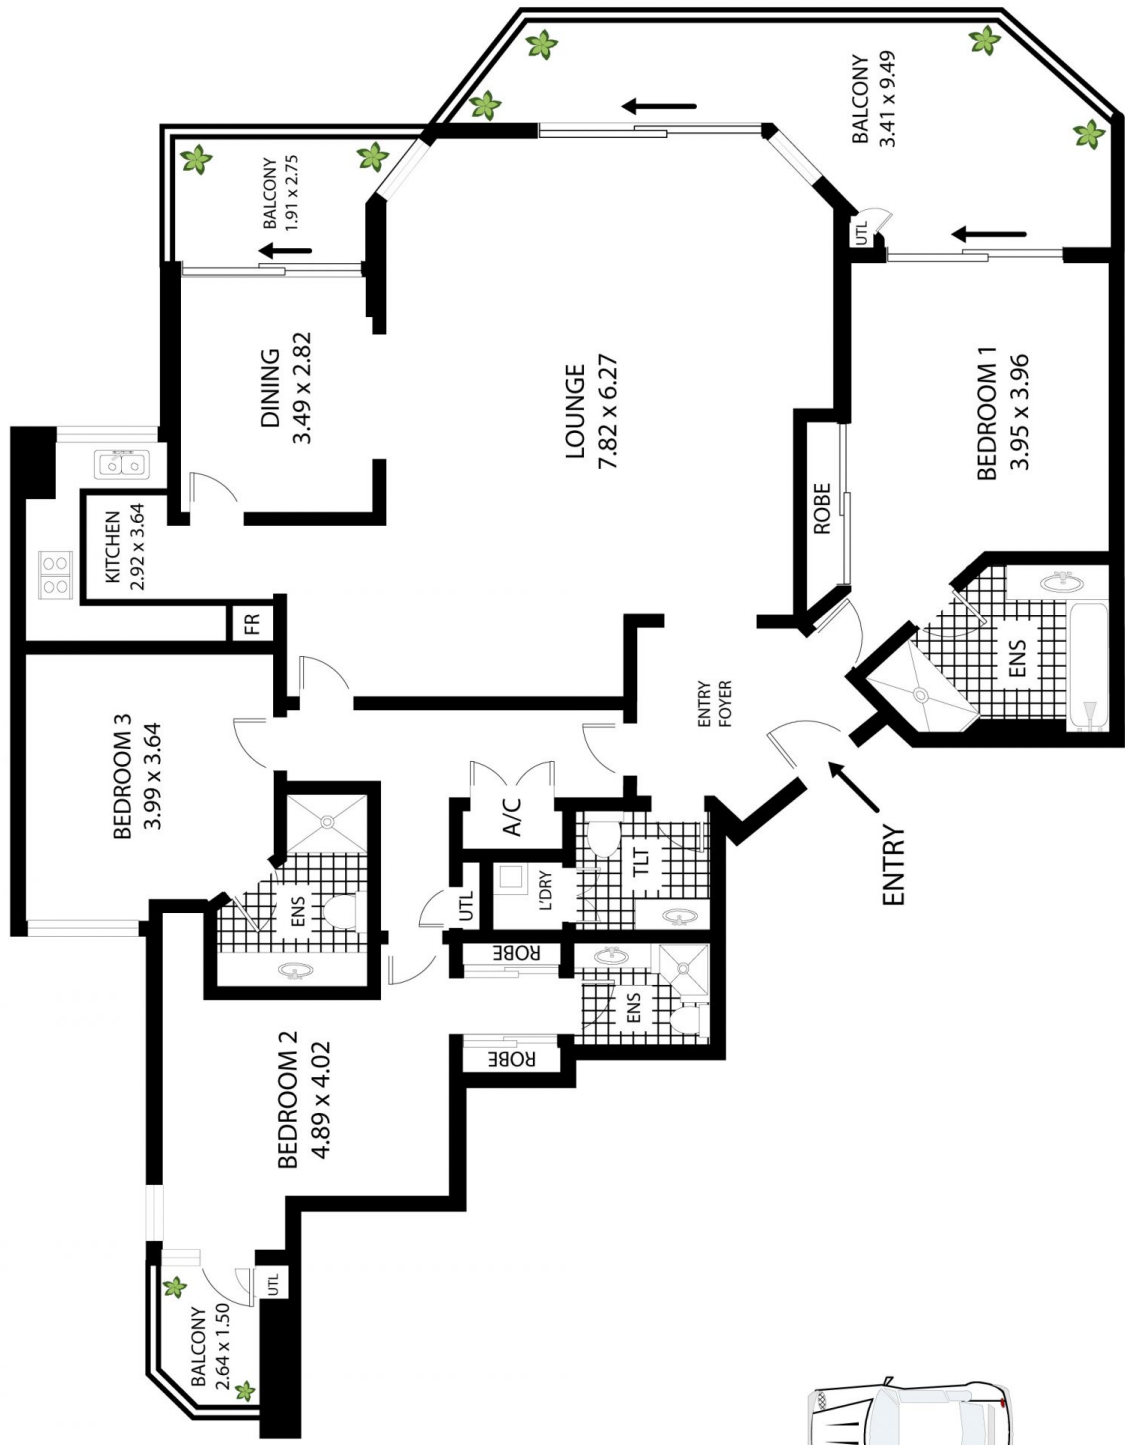 BALCONY
3.41 x 9.49
BALCONY
1.91 x 2.75
UTL
DINING
3.49 x 2.82
LOUNGE
7.82 x 6.27
BEDROOM 1
3.95 x 3.96
ROBE
KITCHEN
2.92 x 3.64
FR
ENS
ENTRY
FOYER
BEDROOM 3
3.99 x 3.64
A/C
ENTRY
TLT
L'DRY
UTL
ENS
ROBE
ENS
ROBE
BEDROOM 2
4.89 x 4.02
UTL
BALCONY
2.64 x 1.50